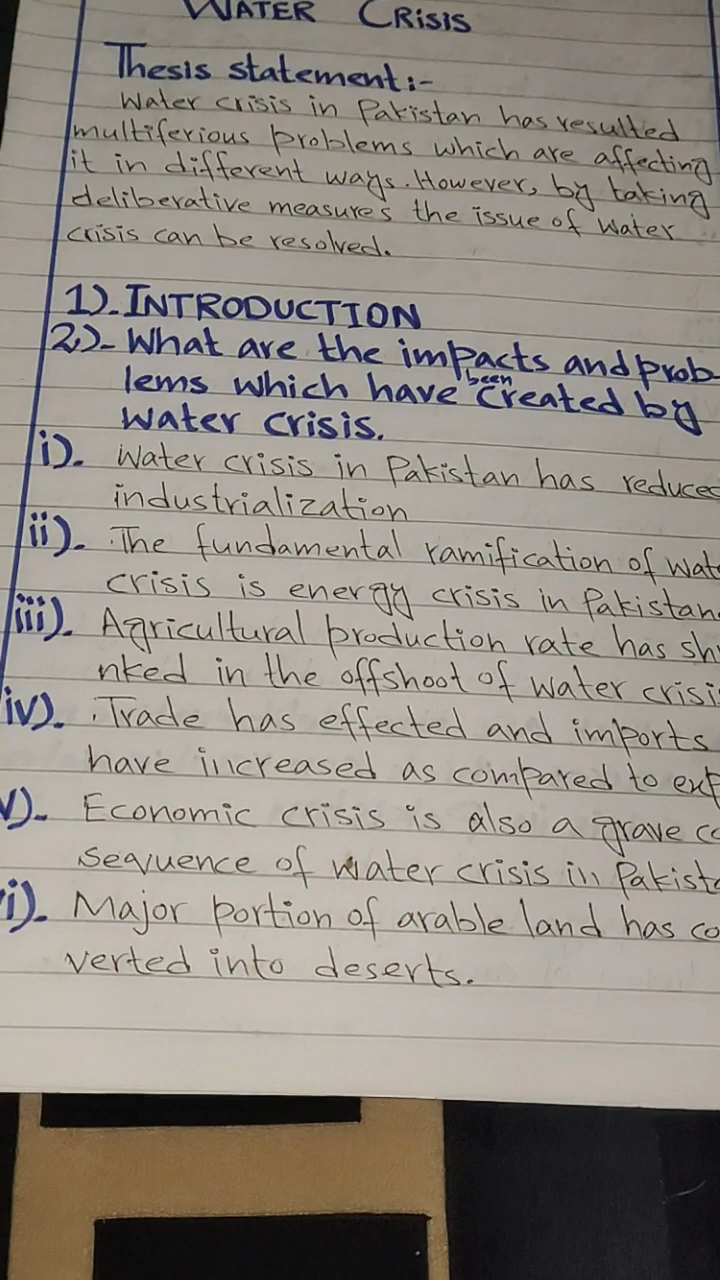 WATER CRISIS
Thesis statement:-
Water crisis in Pakistan has resulted
multiferious problems which are affecting
it in different ways. However, by taking
deliberative measures the issue of water
crisis can be resolved.
1). INTRODUCTION
2)- What are the impacts and prob-
lems which have been created by
water crisis.
i). Water crisis in Pakistan has reduced
industrialization
ii). The fundamental ramification of wat
crisis is energy crisis in Pakistan.
iii). Agricultural production rate has shr
nked in the offshoot of water crisi
iv). Trade has effected and imports
have increased as compared to exp
v)- Economic crisis is also a grave co
sequence of water crisis in Pakista
vi)- Major portion of arable land has co
verted into deserts.